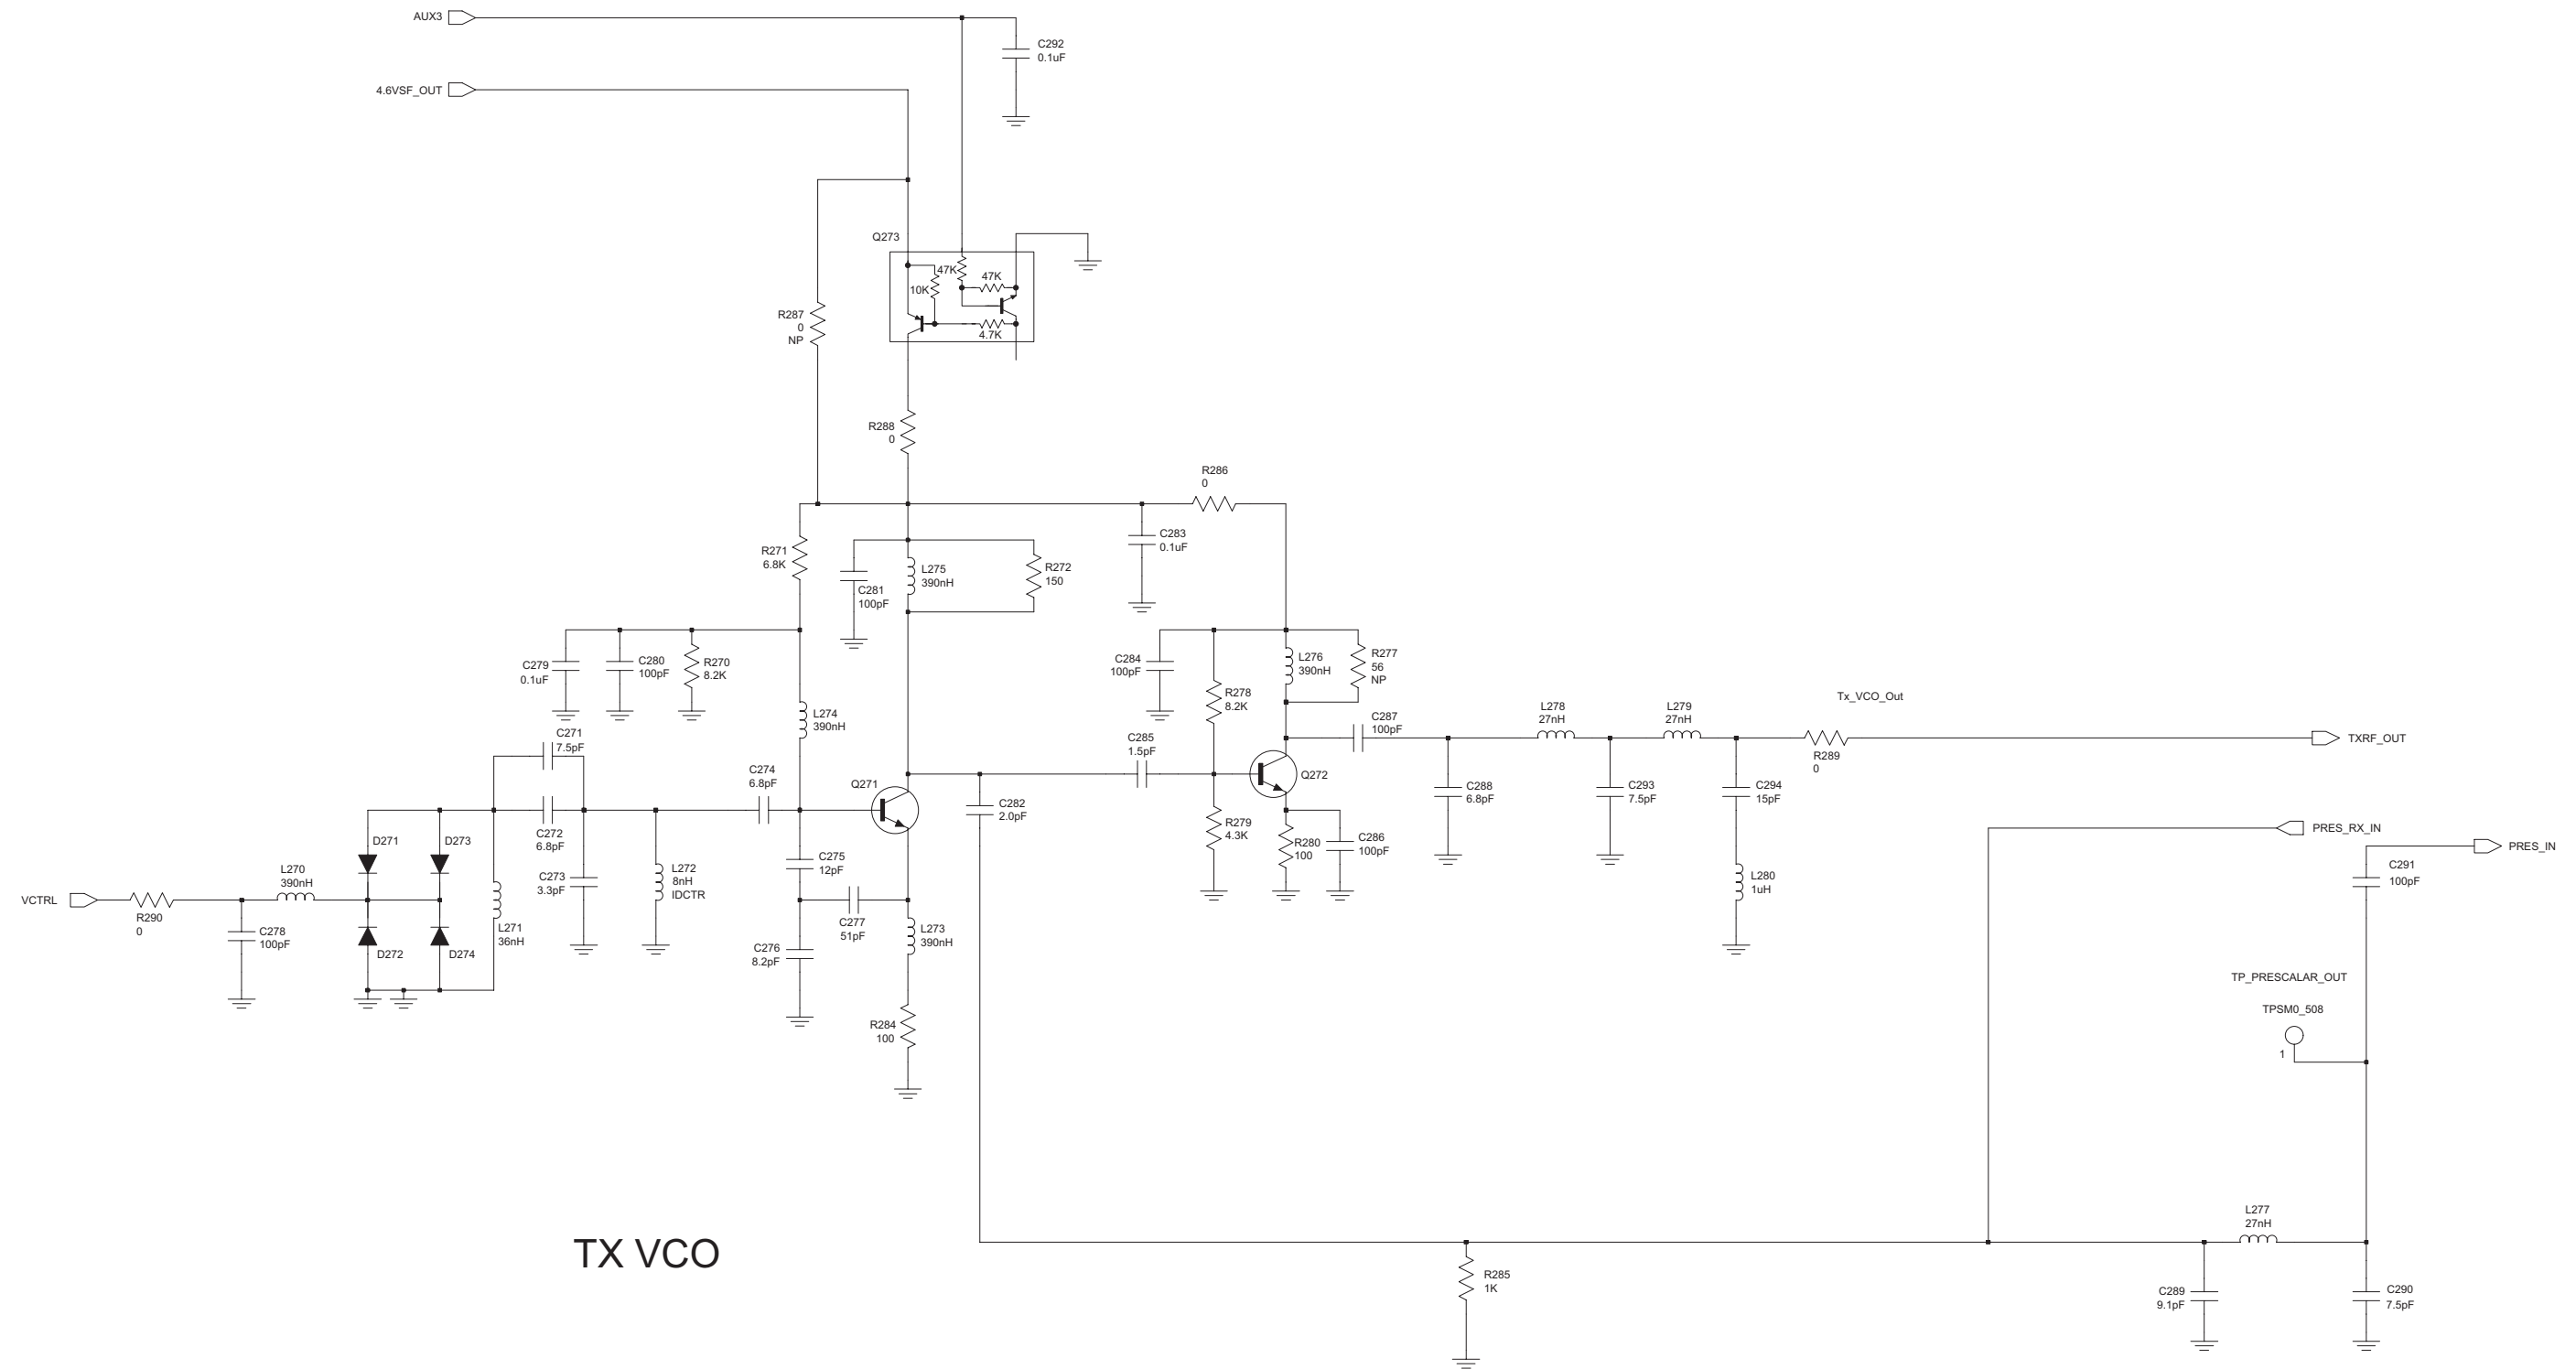 AUX3
C292
0.1uF
4.6VSF_OUT
Q273
47K
47K
10K
4.7K
R287
0
NP
R288
0
R286
0
C283
0.1uF
R271
6.8K
L275
390nH
R272
150
C281
100pF
C279
0.1uF
C280
100pF
R270
8.2K
C284
100pF
L276
390nH
R277
56
NP
R278
8.2K
L274
390nH
Tx_VCO_Out
C271
7.5pF
C287
100pF
L278
27nH
L279
27nH
TXRF_OUT
C285
1.5pF
R289
0
C274
6.8pF
Q271
Q272
C282
2.0pF
C288
6.8pF
C293
7.5pF
C294
15pF
C272
6.8pF
D271
D273
R279
4.3K
R280
100
C286
100pF
PRES_RX_IN
PRES_IN
C275
12pF
L270
390nH
C273
3.3pF
L272
8nH
IDCTR
L280
1uH
C291
100pF
VCTRL
R290
0
C278
100pF
L271
36nH
C277
51pF
L273
390nH
D272
D274
C276
8.2pF
TP_PRESCALAR_OUT
TPSM0_508
1
R284
100
L277
27nH
TX VCO
R285
1K
C289
9.1pF
C290
7.5pF